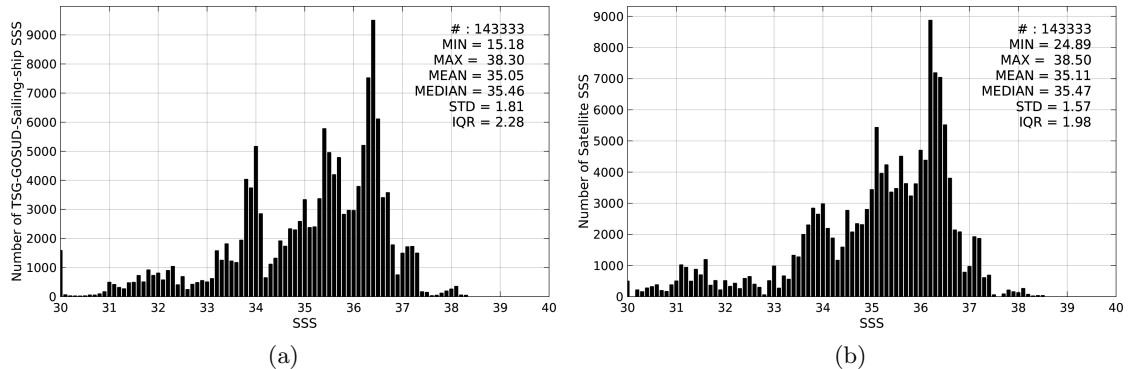 Number of TSG-GOSUD-Sailing-ship SSS
9000
8000
7000
6000
5000
4000
3000
2000
1000
0
# : 143333
MIN = 15.18
MAX = 38.30
MEAN = 35.05
MEDIAN = 35.46
STD = 1.81
IQR = 2.28
30 31 32 33 34 35 36 37 38 39 40
SSS
(a)
Number of Satellite SSS
9000
8000
7000
6000
5000
4000
3000
2000
1000
0
# : 143333
MIN = 24.89
MAX = 38.50
MEAN = 35.11
MEDIAN = 35.47
STD = 1.57
IQR = 1.98
30 31 32 33 34 35 36 37 38 39 40
SSS
(b)